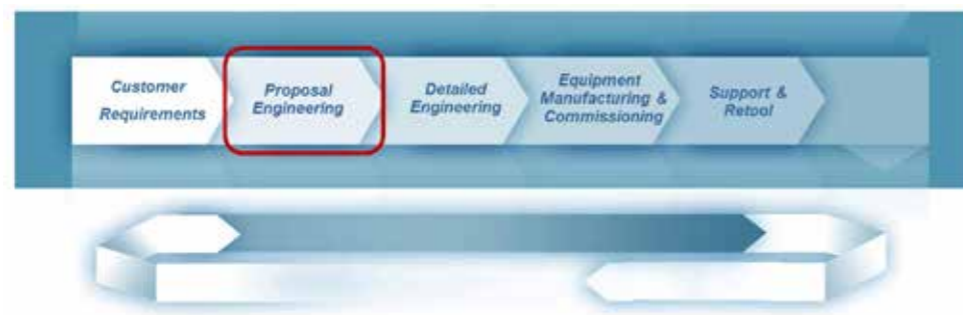 Customer
Requirements
Proposal
Engineering
Detailed
Engineering
Equipment
Manufacturing &
Commissioning
Support &
Retool